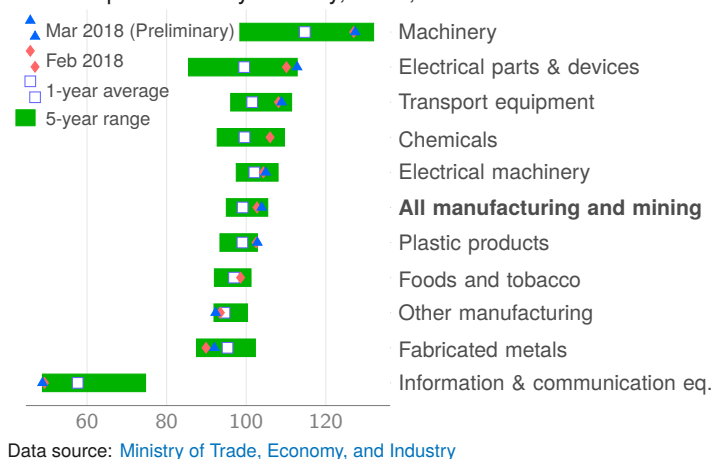 Mar 2018 (Preliminary)
Feb 2018
1-year average
5-year range
Machinery
Electrical parts & devices
Transport equipment
Chemicals
Electrical machinery
All manufacturing and mining
Plastic products
Foods and tobacco
Other manufacturing
Fabricated metals
Information & communication eq.
60 80 100 120
Data source: Ministry of Trade, Economy, and Industry